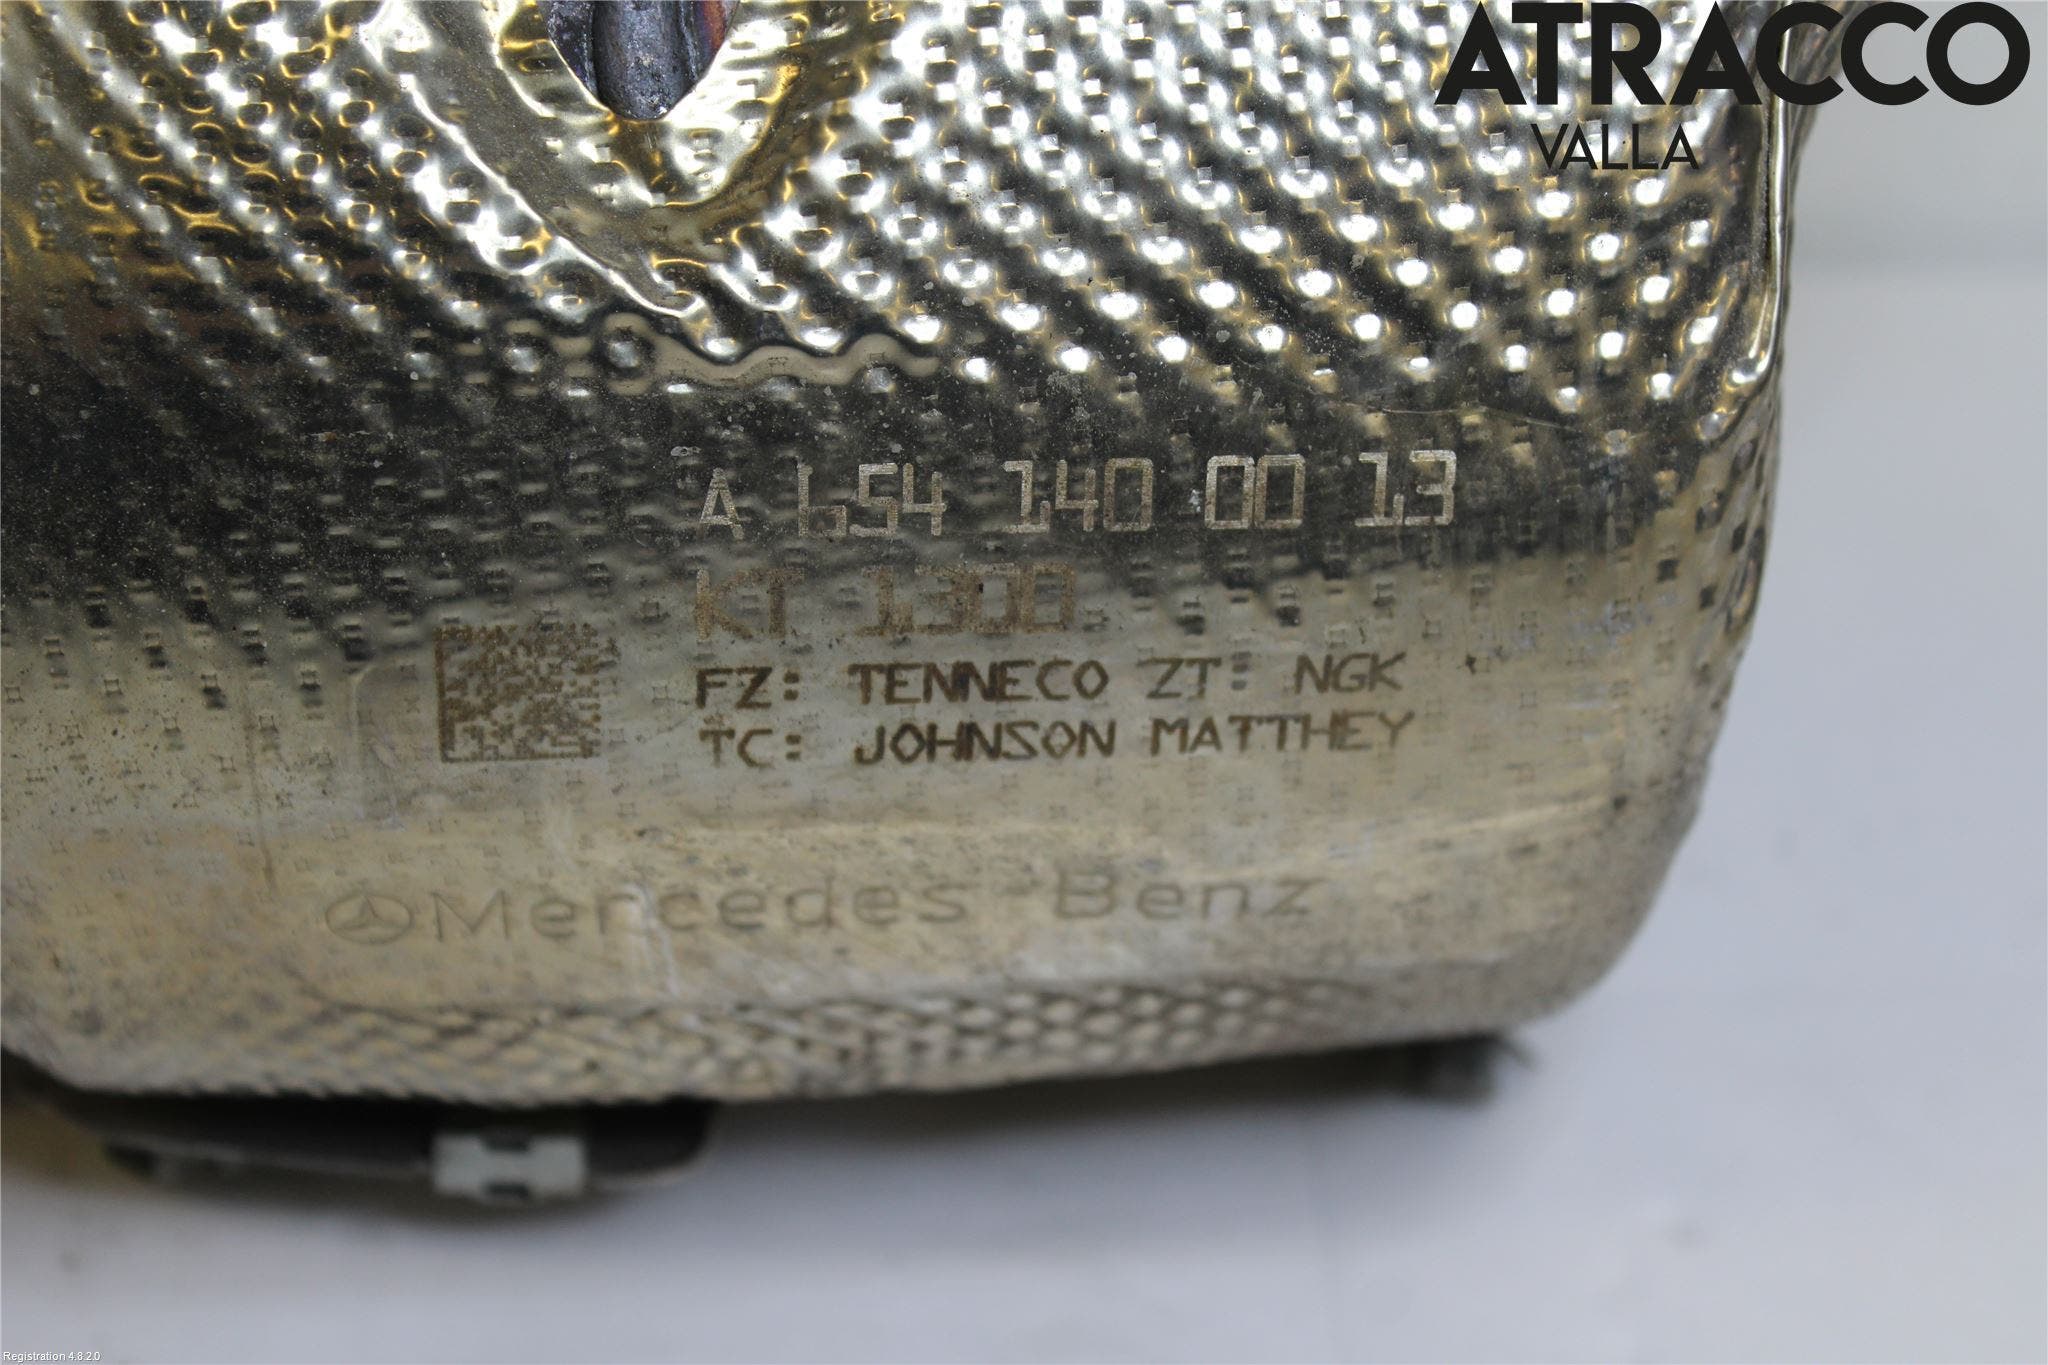 ATRACCO
VALLA
A 654 140 00 13
KT 1300
FZ: TENNECO ZT: NGK
TC: JOHNSON MATTHEY
Mercedes-Benz
Registration 4.8.2.0